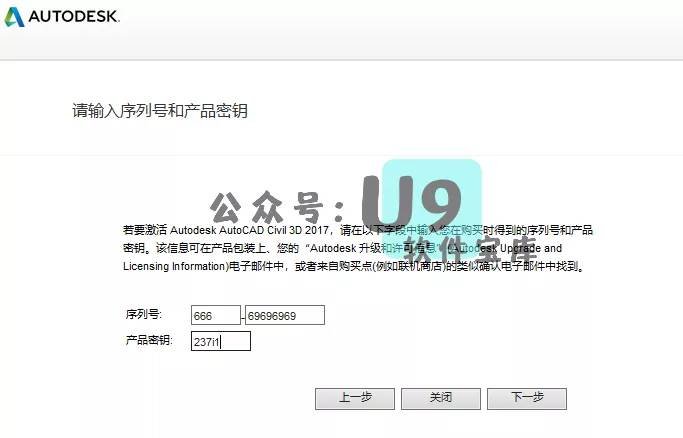 AUTODESK.
请输入序列号和产品密钥
公众号：U9
软件宝库
若要激活 Autodesk AutoCAD Civil 3D 2017，请在以下字段中输入您在购买时得到的序列号和产品
密钥。该信息可在产品包装上、您的“Autodesk 升级和许可信息”(Autodesk Upgrade and
Licensing Information)电子邮件中，或者来自购买点(例如联机商店)的类似确认电子邮件中找到。
序列号: 666 - 69696969
产品密钥: 237i1
上一步 关闭 下一步